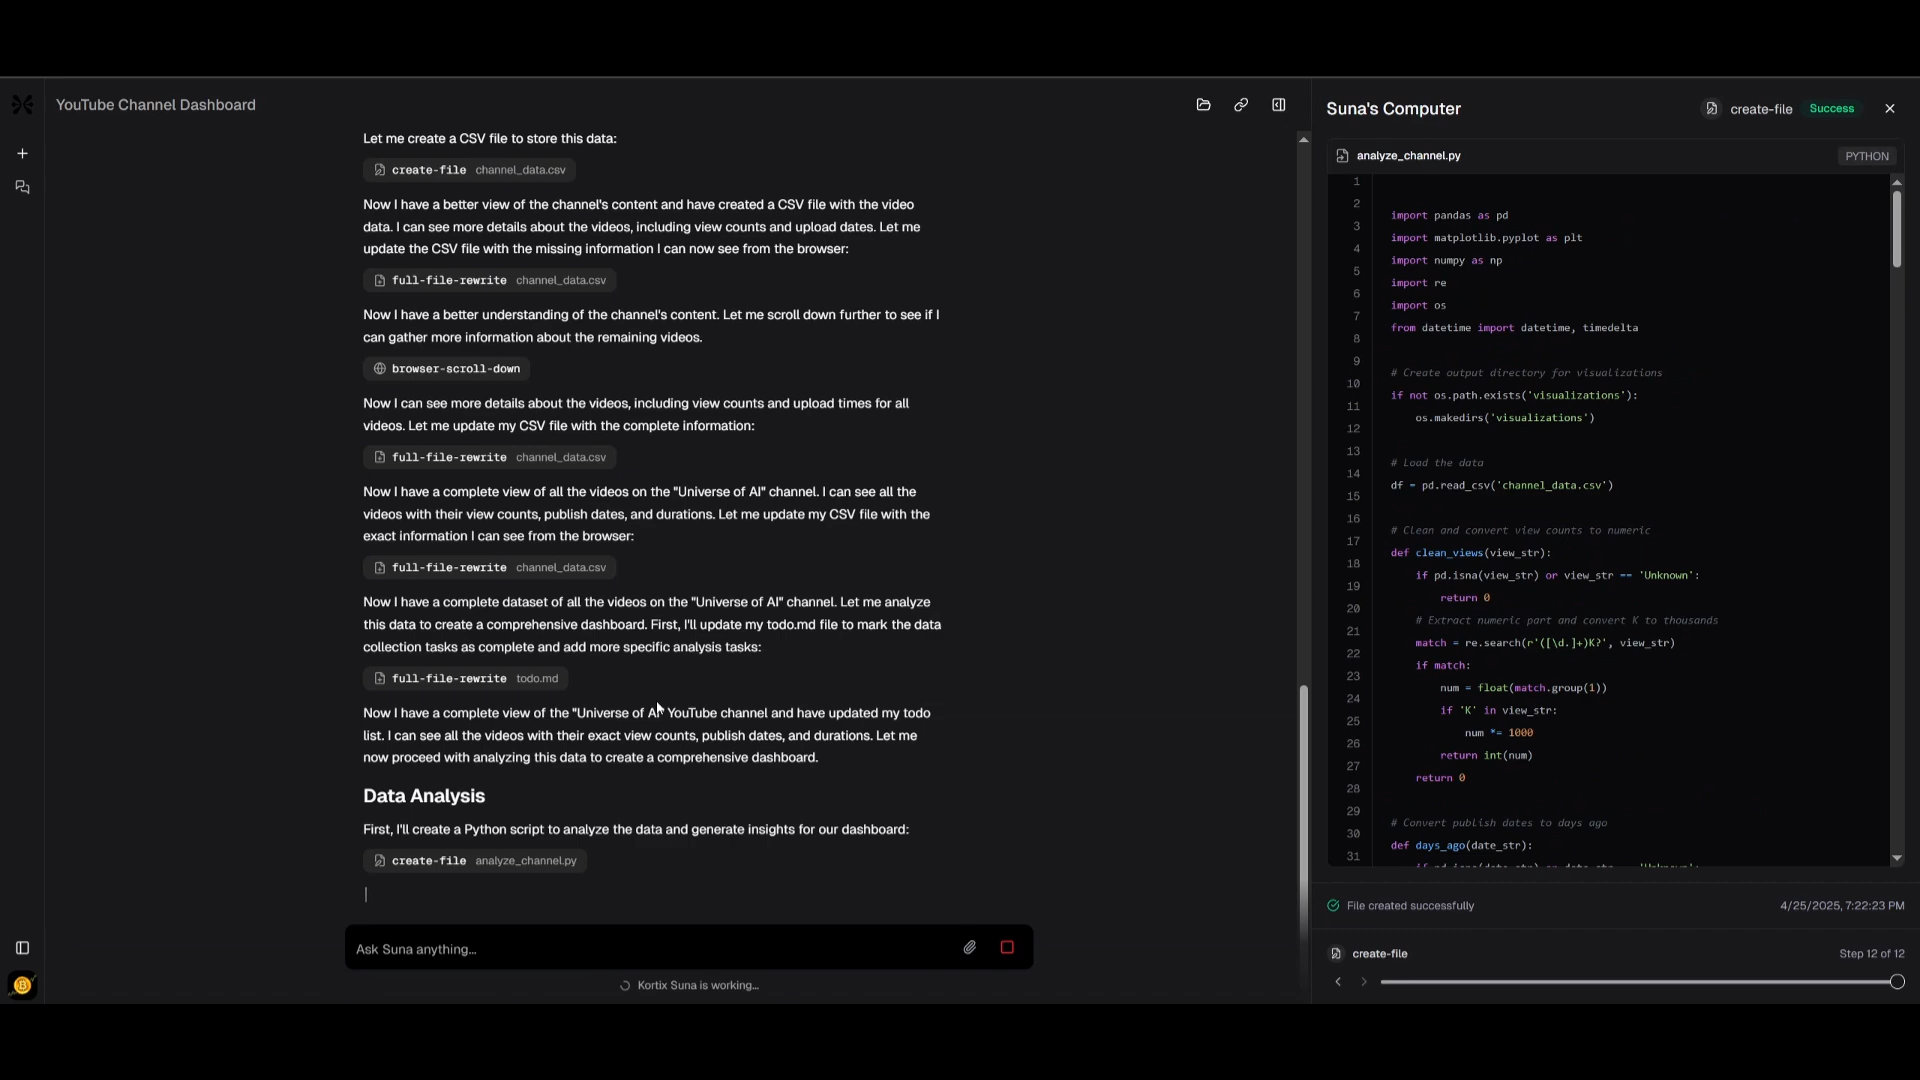 YouTube Channel Dashboard
Let me create a CSV file to store this data:
create-file channel_data.csv
Now I have a better view of the channel's content and have created a CSV file with the video
data. I can see more details about the videos, including view counts and upload dates. Let me
update the CSV file with the missing information I can now see from the browser:
full-file-rewrite channel_data.csv
Now I have a better understanding of the channel's content. Let me scroll down further to see if I
can gather more information about the remaining videos.
browser-scroll-down
Now I can see more details about the videos, including view counts and upload times for all
videos. Let me update my CSV file with the complete information:
full-file-rewrite channel_data.csv
Now I have a complete view of all the videos on the "Universe of AI" channel. I can see all the
videos with their view counts, publish dates, and durations. Let me update my CSV file with the
exact information I can see from the browser:
full-file-rewrite channel_data.csv
Now I have a complete dataset of all the videos on the "Universe of AI" channel. Let me analyze
this data to create a comprehensive dashboard. First, I'll update my todo.md file to mark the data
collection tasks as complete and add more specific analysis tasks:
full-file-rewrite todo.md
Now I have a complete view of the "Universe of AI" YouTube channel and have updated my todo
list. I can see all the videos with their exact view counts, publish dates, and durations. Let me
now proceed with analyzing this data to create a comprehensive dashboard.
Data Analysis
First, I'll create a Python script to analyze the data and generate insights for our dashboard:
create-file analyze_channel.py
Ask Suna anything...
Kortix Suna is working...
Suna's Computer
create-file Success
analyze_channel.py
PYTHON
1
2
3
4
5
6
7
8
9
10
11
12
13
14
15
16
17
18
19
20
21
22
23
24
25
26
27
28
29
30
31
import pandas as pd
import matplotlib.pyplot as plt
import numpy as np
import re
import os
from datetime import datetime, timedelta
# Create output directory for visualizations
if not os.path.exists('visualizations'):
os.makedirs('visualizations')
# Load the data
df = pd.read_csv('channel_data.csv')
# Clean and convert view counts to numeric
def clean_views(view_str):
if pd.isna(view_str) or view_str == 'Unknown':
return 0
# Extract numeric part and convert K to thousands
match = re.search(r'([\d.]+)K?', view_str)
if match:
num = float(match.group(1))
if 'K' in view_str:
num *= 1000
return int(num)
return 0
# Convert publish dates to days ago
def days_ago(date_str):
File created successfully
4/25/2025, 7:22:23 PM
create-file
Step 12 of 12